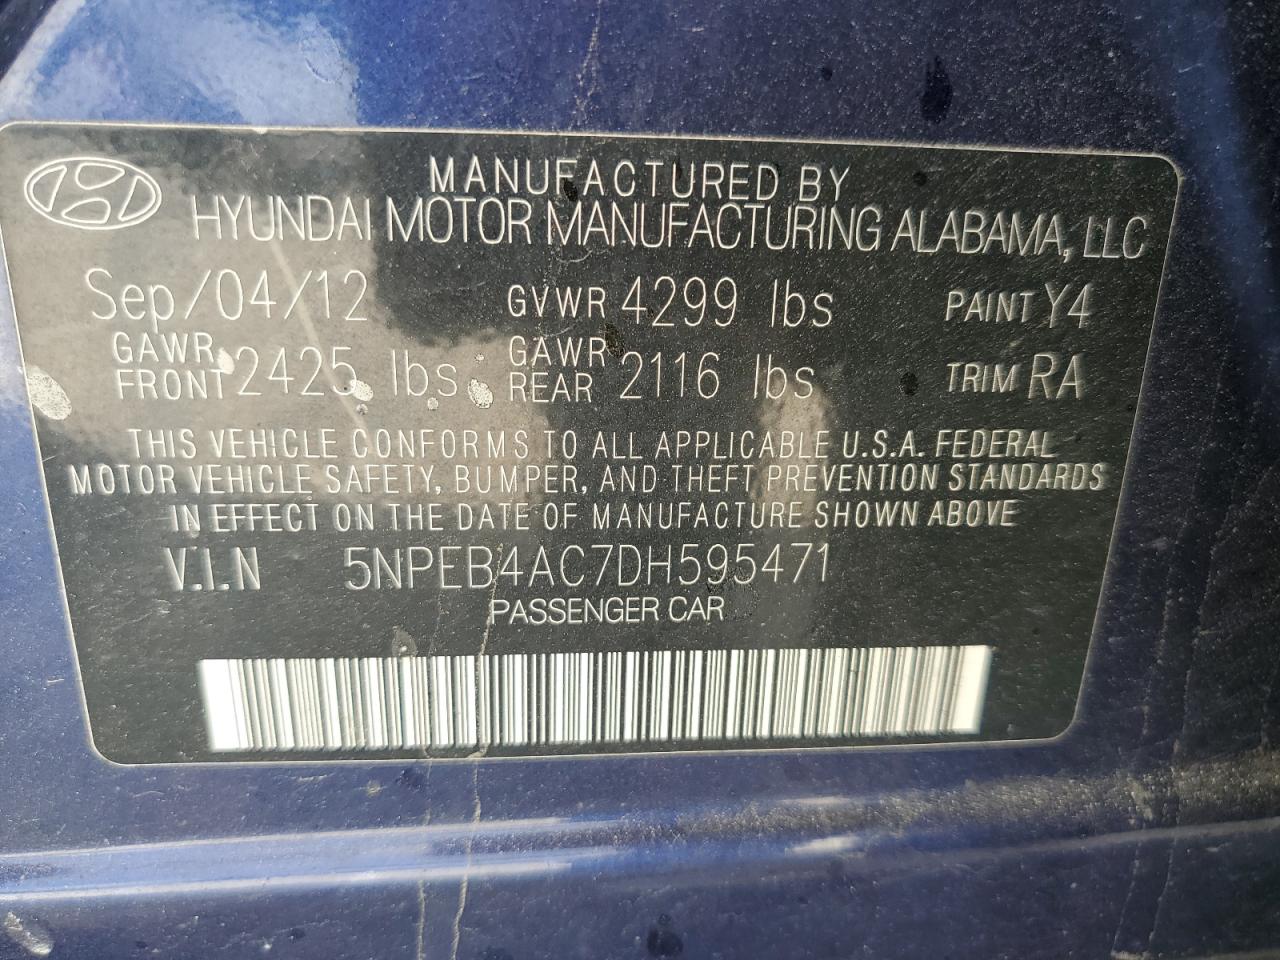 MANUFACTURED BY
HYUNDAI MOTOR MANUFACTURING ALABAMA, LLC
Sep/04/12 GVWR 4299 lbs PAINT Y4
GAWR FRONT 2425 lbs GAWR REAR 2116 lbs TRIM RA
THIS VEHICLE CONFORMS TO ALL APPLICABLE U.S.A. FEDERAL
MOTOR VEHICLE SAFETY, BUMPER, AND THEFT PREVENTION STANDARDS
IN EFFECT ON THE DATE OF MANUFACTURE SHOWN ABOVE
V.I.N 5NPEB4AC7DH595471
PASSENGER CAR